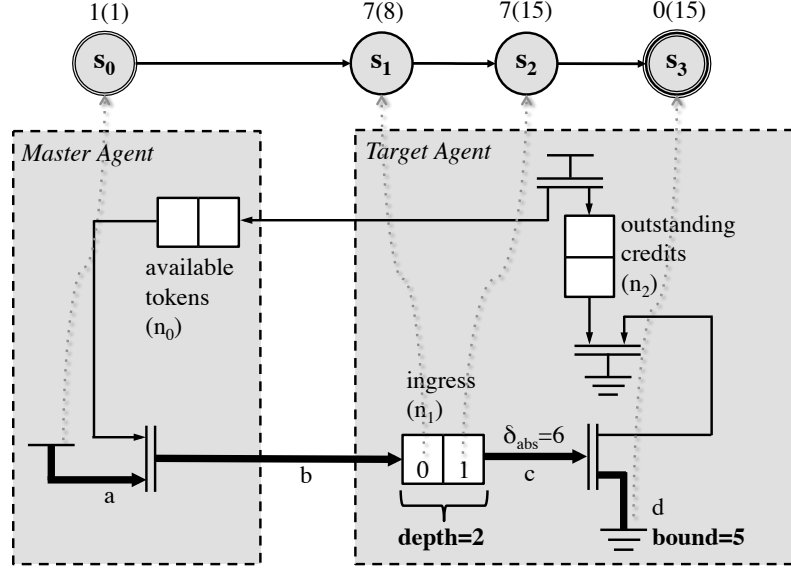 1(1) 7(8) 7(15) 0(15)
s0 s1 s2 s3
Master Agent
Target Agent
available
tokens
(n0)
outstanding
credits
(n2)
ingress
(n1)
0 1
δabs=6
a
b
c
d
depth=2
bound=5